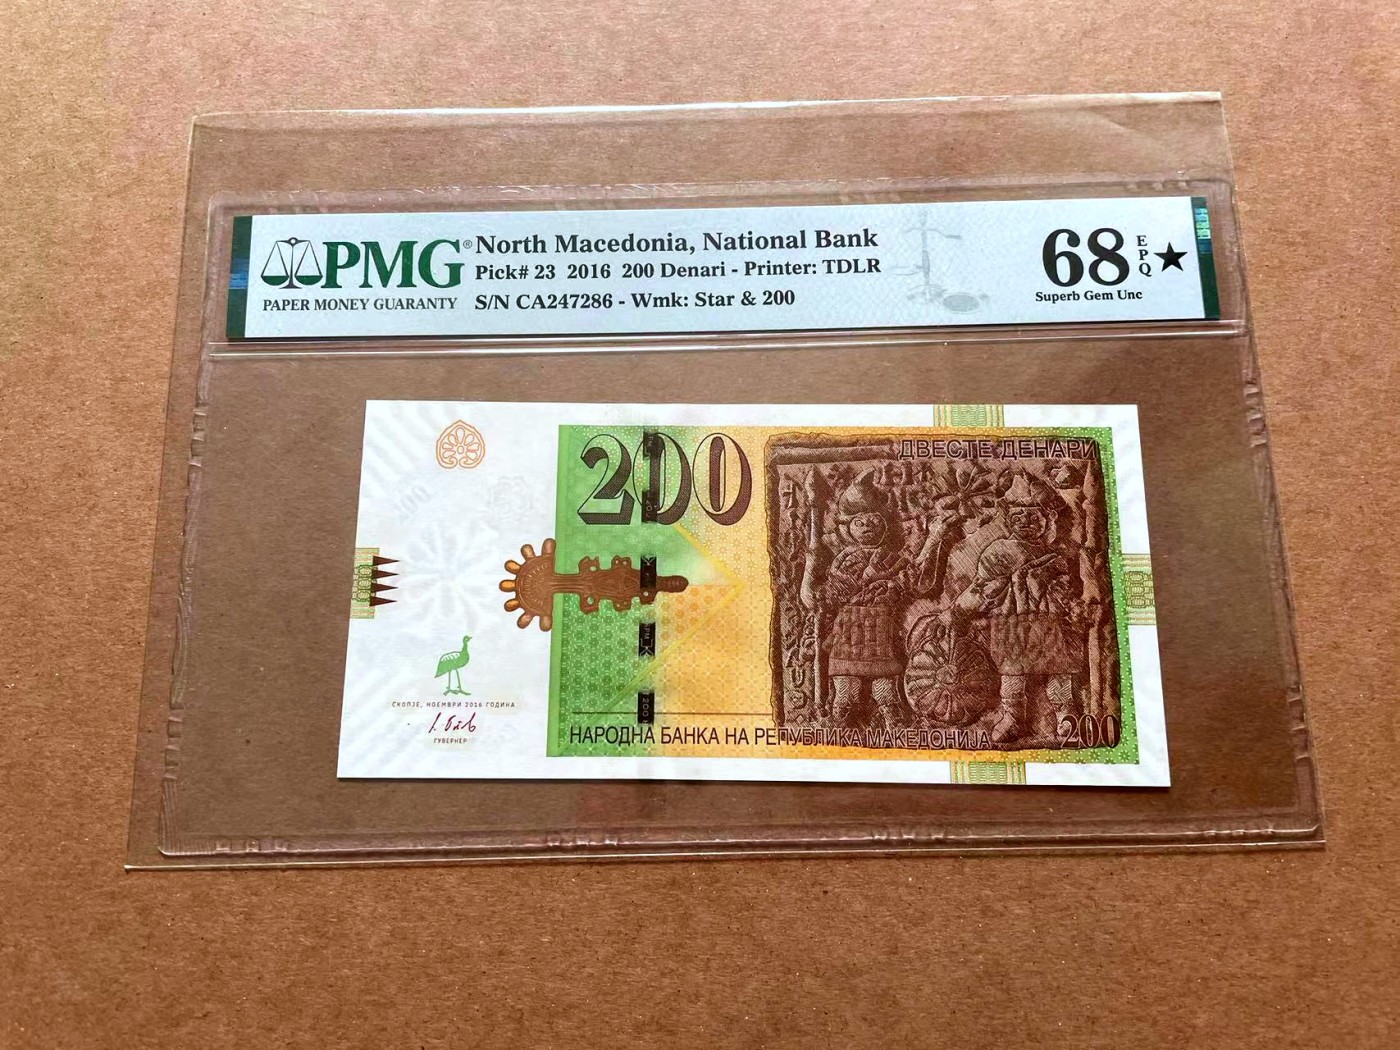 PMG®
PAPER MONEY GUARANTY
North Macedonia, National Bank
Pick# 23 2016 200 Denari - Printer: TDLR
S/N CA247286 - Wmk: Star & 200
68 EPQ ★
Superb Gem Unc
200
ДВЕСТЕ ДЕНАРИ
СКОПЈЕ, НОЕМВРИ 2016 ГОДИНА
ГУВЕРНЕР
НАРОДНА БАНКА НА РЕПУБЛИКА МАКЕДОНИЈА
200